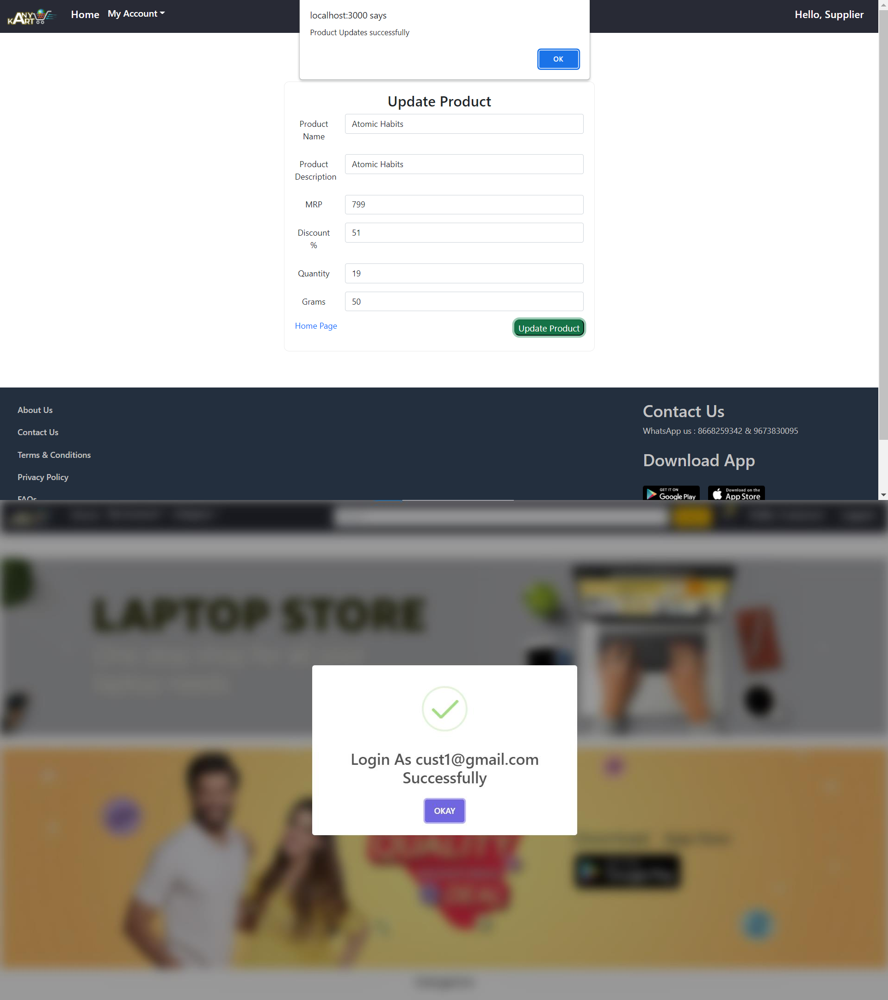 ANY
KART
Home
My Account
Hello, Supplier
localhost:3000 says
Product Updates successfully
OK
Update Product
Product
Name
Atomic Habits
Product
Description
Atomic Habits
MRP
799
Discount
%
51
Quantity
19
Grams
50
Home Page
Update Product
About Us
Contact Us
Terms & Conditions
Privacy Policy
FAQs
Contact Us
WhatsApp us : 8668259342 & 9673830095
Download App
GET IT ON
Google Play
Download on the
App Store
LAPTOP STORE
Login As cust1@gmail.com
Successfully
OKAY
QUALITY